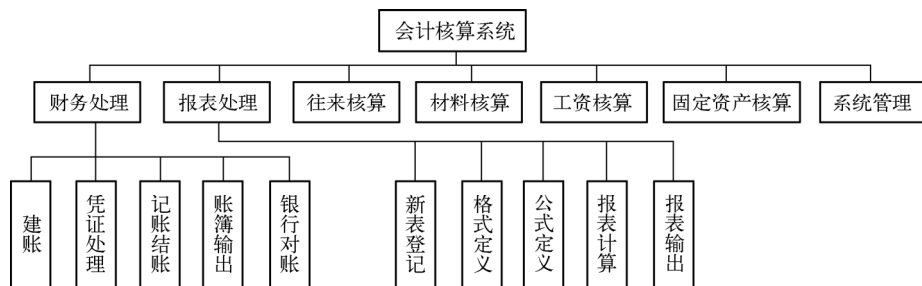 会计核算系统
财务处理
报表处理
往来核算
材料核算
工资核算
固定资产核算
系统管理
建账
凭证处理
记账结账
账簿输出
银行对账
新表登记
格式定义
公式定义
报表计算
报表输出